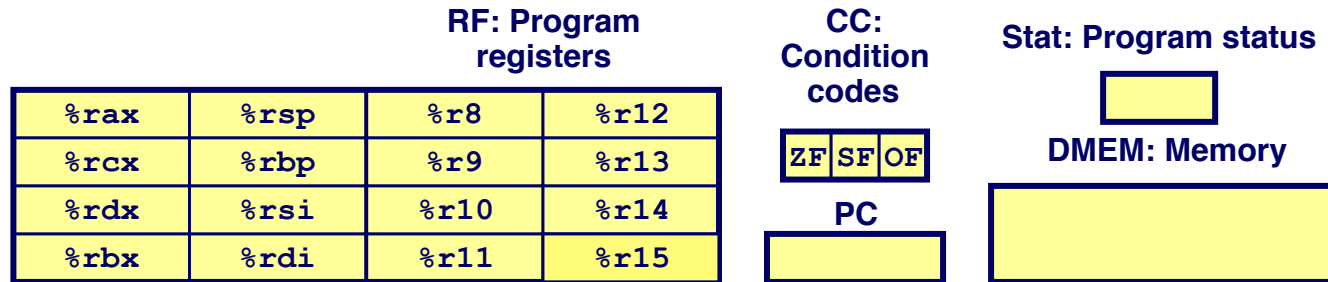 RF: Program
registers
CC:
Condition
codes
Stat: Program status
%rax %rsp %r8 %r12
%rcx %rbp %r9 %r13
%rdx %rsi %r10 %r14
%rbx %rdi %r11 %r15
ZF SF OF
PC
DMEM: Memory